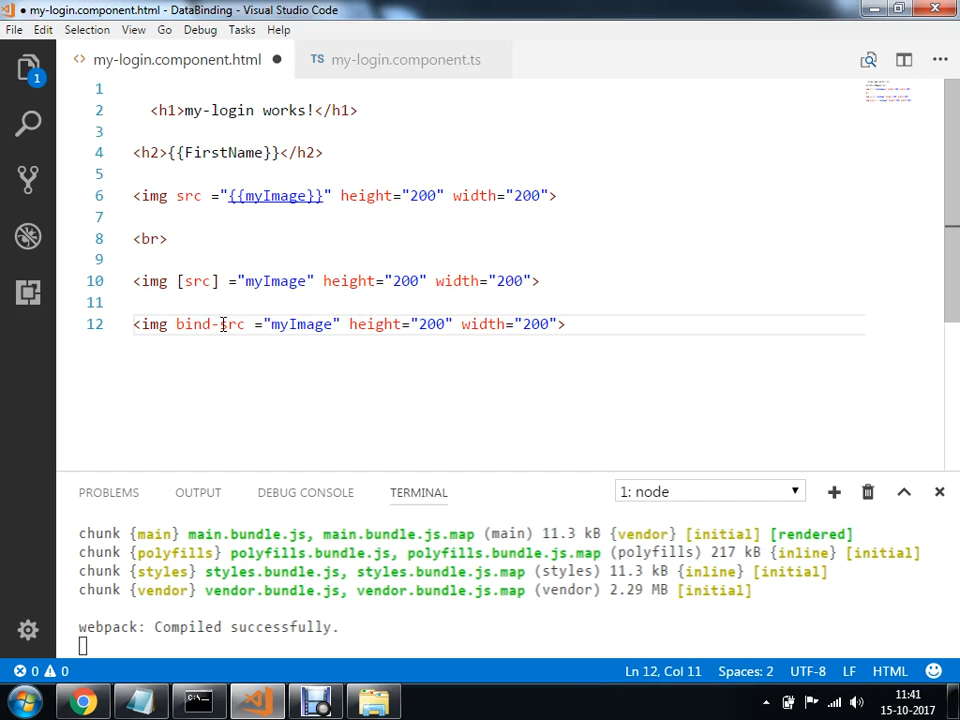 my-login.component.html - DataBinding - Visual Studio Code
File Edit Selection View Go Debug Tasks Help
1
<> my-login.component.html ● TS my-login.component.ts
1
2 <h1>my-login works!</h1>
3
4 <h2>{{FirstName}}</h2>
5
6 <img src ="{{myImage}}" height="200" width="200">
7
8 <br>
9
10 <img [src] ="myImage" height="200" width="200">
11
12 <img bind-src ="myImage" height="200" width="200">
PROBLEMS OUTPUT DEBUG CONSOLE TERMINAL 1: node
chunk {main} main.bundle.js, main.bundle.js.map (main) 11.3 kB {vendor} [initial] [rendered]
chunk {polyfills} polyfills.bundle.js, polyfills.bundle.js.map (polyfills) 217 kB {inline} [initial]
chunk {styles} styles.bundle.js, styles.bundle.js.map (styles) 11.3 kB {inline} [initial]
chunk {vendor} vendor.bundle.js, vendor.bundle.js.map (vendor) 2.29 MB [initial]
webpack: Compiled successfully.
0 0 Ln 12, Col 11 Spaces: 2 UTF-8 LF HTML
11:41
15-10-2017